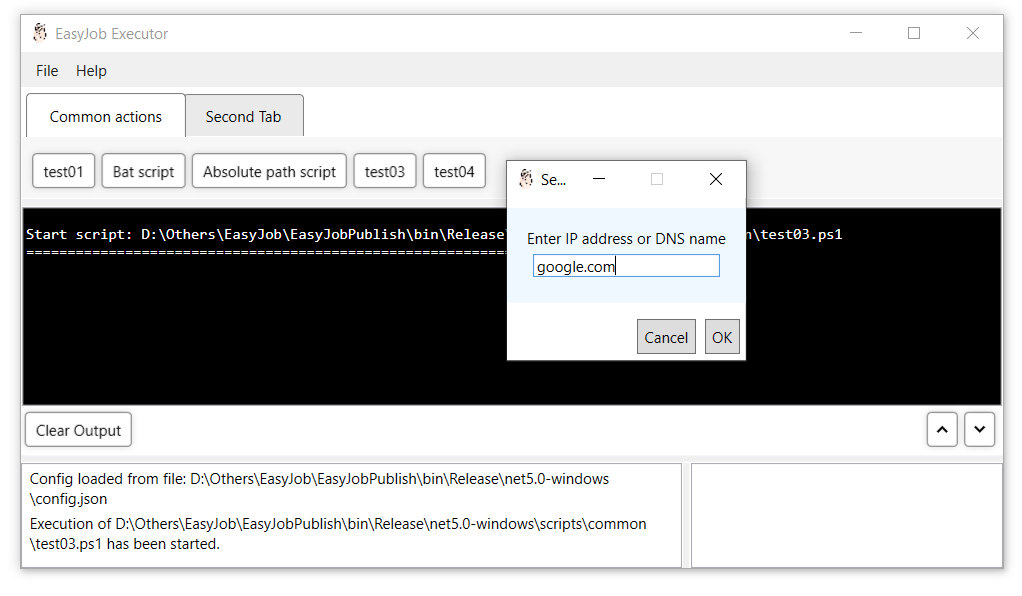 EasyJob Executor
File Help
Common actions Second Tab
test01 Bat script Absolute path script test03 test04
Se...
Start script: D:\Others\EasyJob\EasyJobPublish\bin\Release n\test03.ps1
Enter IP address or DNS name
google.com
Cancel OK
Clear Output
Config loaded from file: D:\Others\EasyJob\EasyJobPublish\bin\Release\net5.0-windows
\config.json
Execution of D:\Others\EasyJob\EasyJobPublish\bin\Release\net5.0-windows\scripts\common
\test03.ps1 has been started.